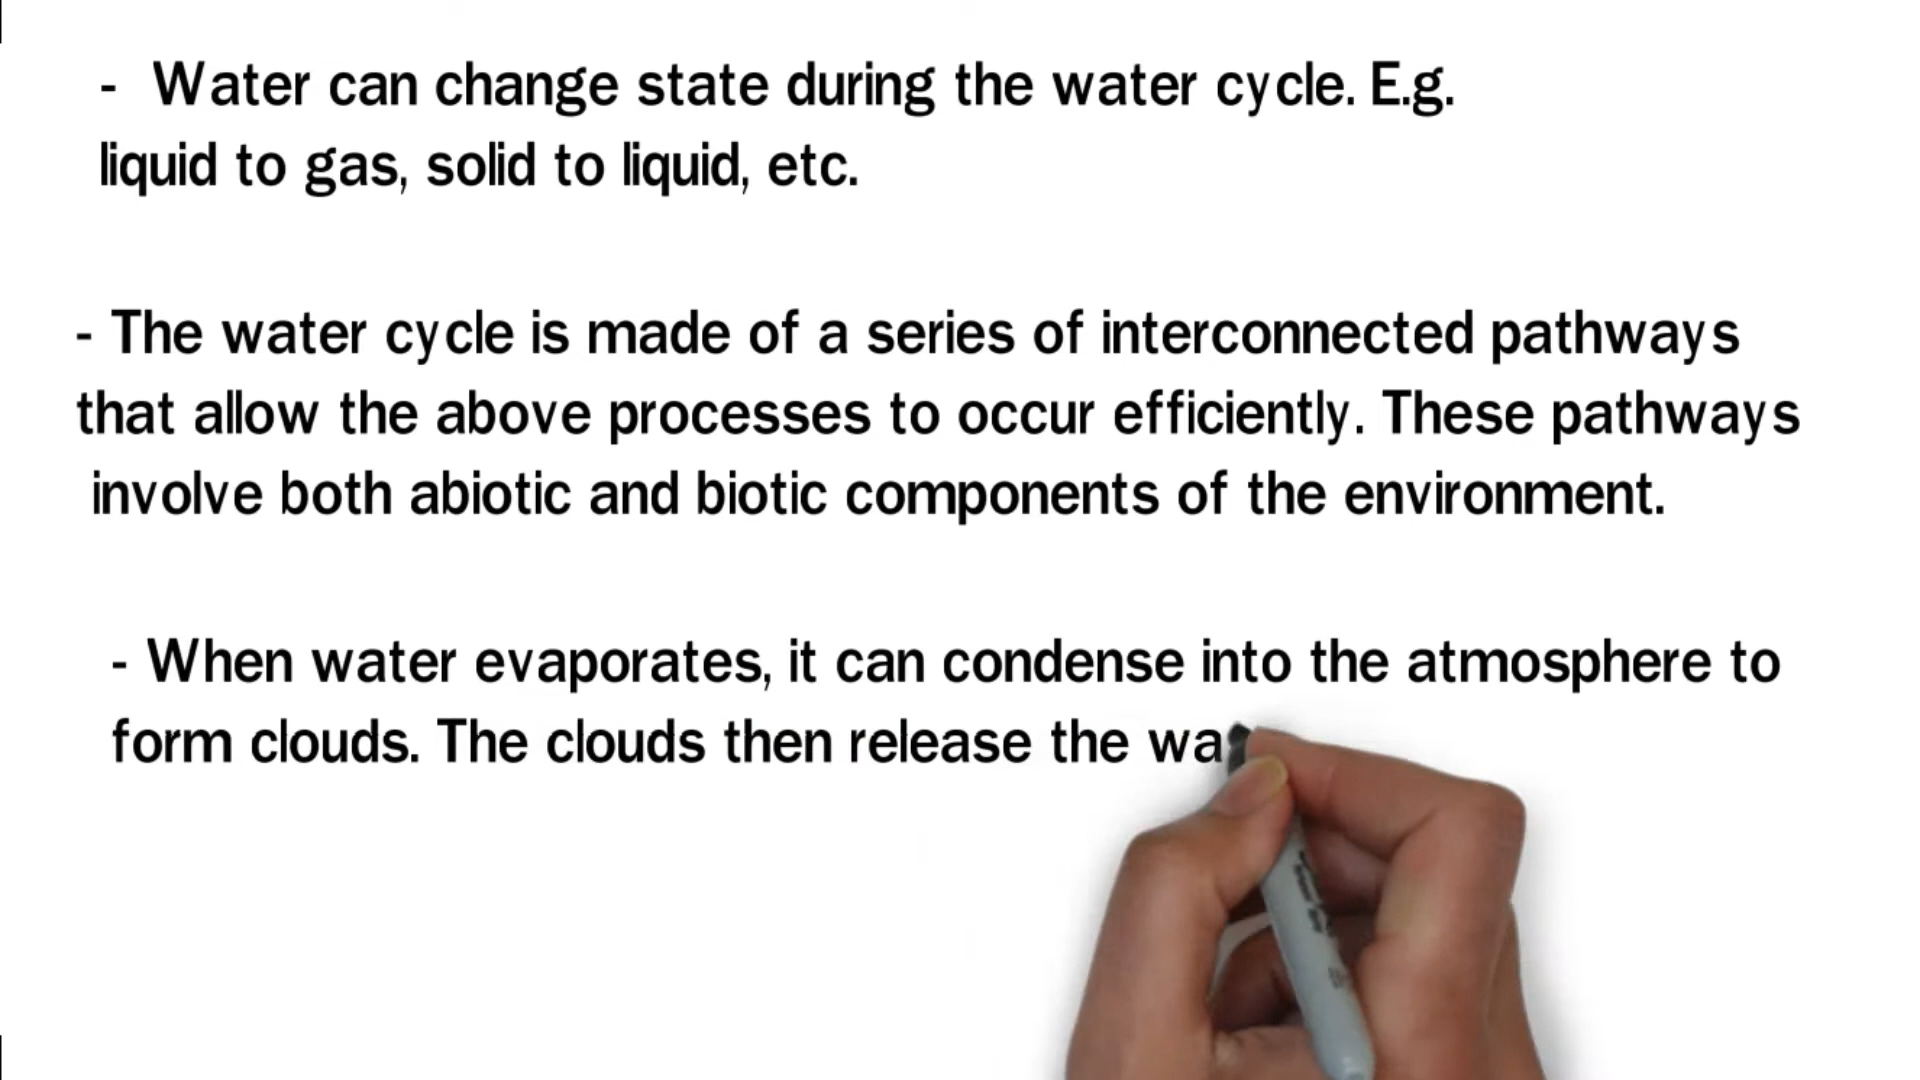 - Water can change state during the water cycle. E.g.
liquid to gas, solid to liquid, etc.
- The water cycle is made of a series of interconnected pathways
that allow the above processes to occur efficiently. These pathways
involve both abiotic and biotic components of the environment.
- When water evaporates, it can condense into the atmosphere to
form clouds. The clouds then release the wa